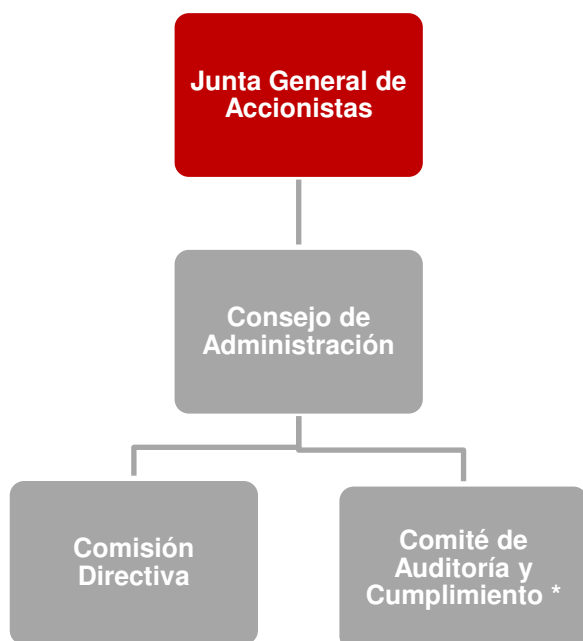 Junta General de
Accionistas
Consejo de
Administración
Comisión
Directiva
Comité de
Auditoría y
Cumplimiento *